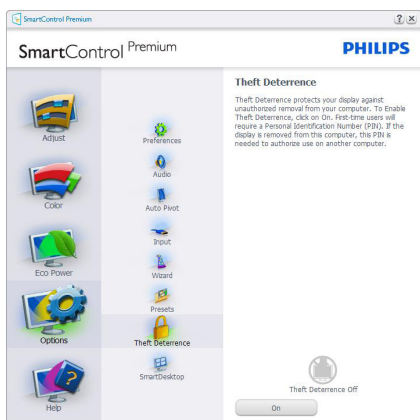 SmartControl Premium
SmartControl Premium
PHILIPS
Adjust
Color
Eco Power
Options
Help
Preferences
Audio
Auto Pivot
Input
Wizard
Presets
Theft Deterrence
SmartDesktop
Theft Deterrence
Theft Deterrence protects your display against
unauthorized removal from your computer. To Enable
Theft Deterrence, click on On. First-time users will
require a Personal Identification Number (PIN). If the
display is removed from this computer, this PIN is
needed to authorize use on another computer.
Theft Deterrence Off
On